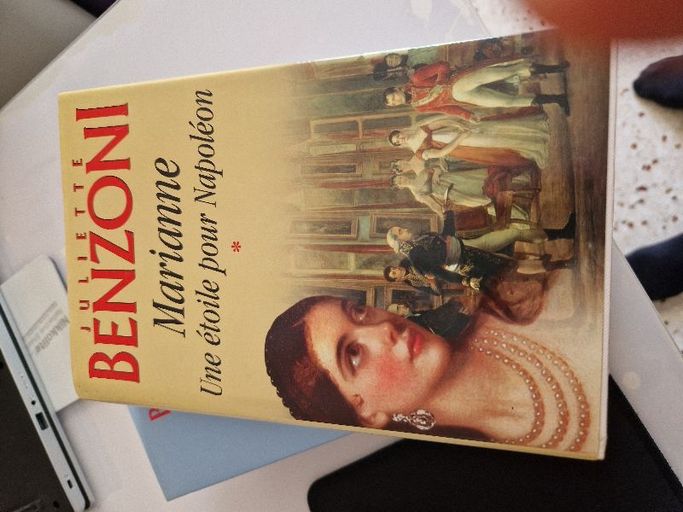 JULIETTE
BENZONI
Marianne
Une étoile pour Napoléon
*